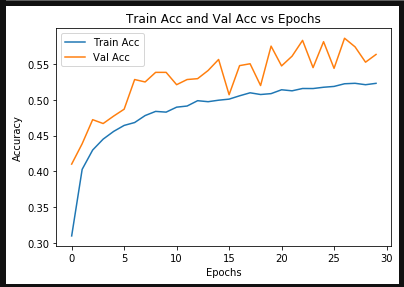 Train Acc and Val Acc vs Epochs
Train Acc
Val Acc
0.55
0.50
0.45
0.40
0.35
0.30
Accuracy
0 5 10 15 20 25 30
Epochs